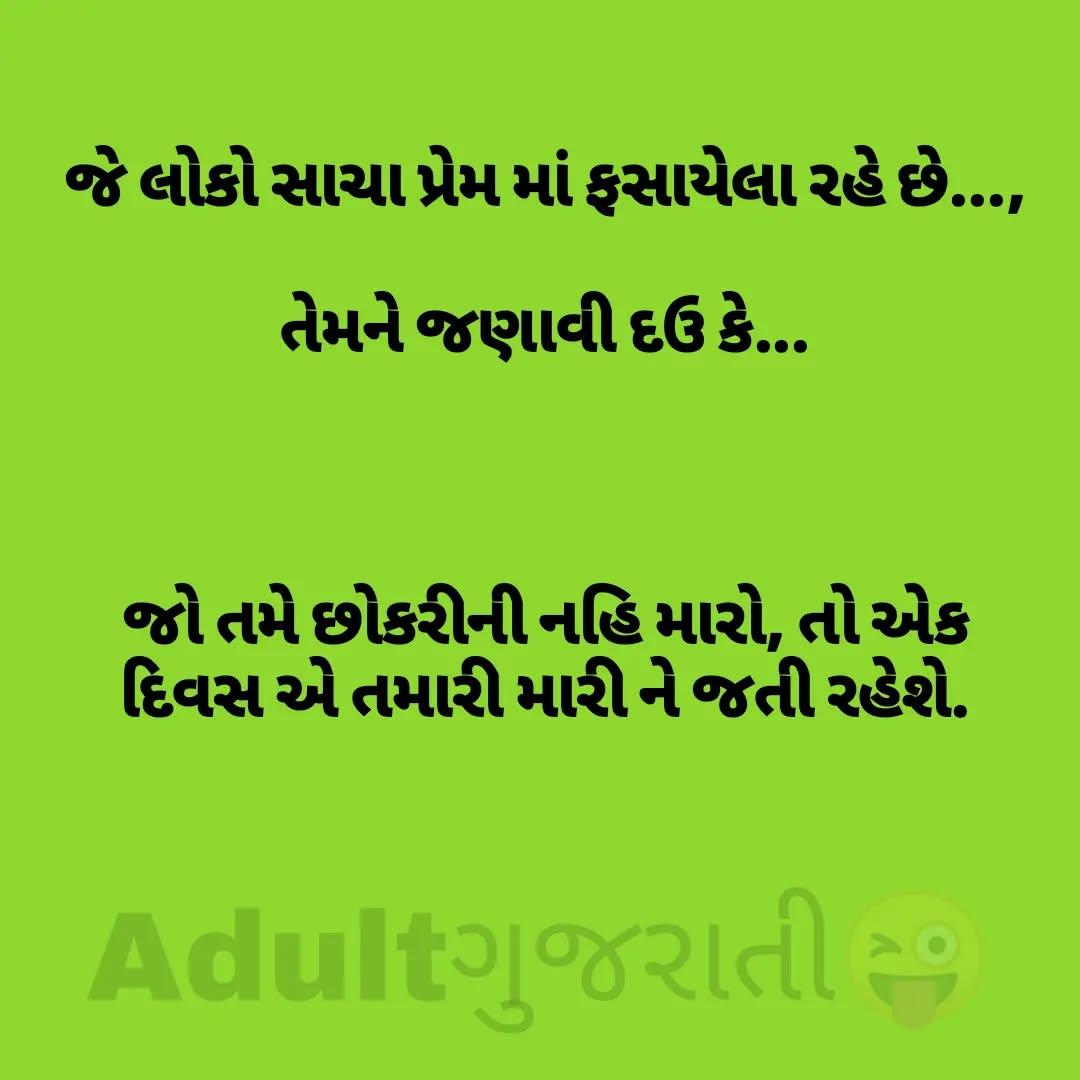 જે લોકો સાચા પ્રેમ માં ફસાયેલા રહે છે...,
તેમને જણાવી દઉ કે...
જો તમે છોકરીની નહિ મારો, તો એક
દિવસ એ તમારી મારી ને જતી રહેશે.
Adultગુજરાતી😜